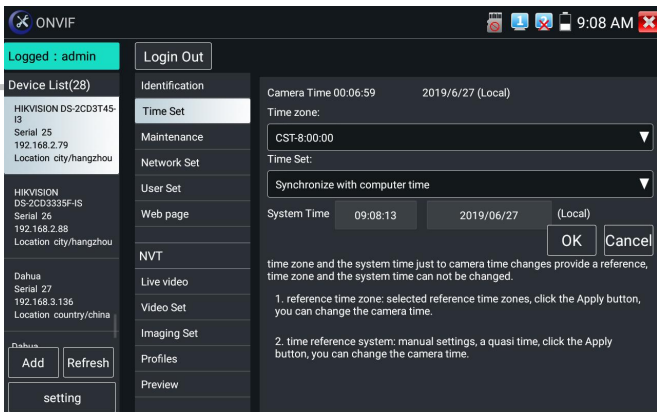 ONVIF
9:08 AM
Logged : admin
Login Out
Device List(28)
HIKVISION DS-2CD3T45-
I3
Serial 25
192.168.2.79
Location city/hangzhou
HIKVISION
DS-2CD3335F-IS
Serial 26
192.168.2.88
Location city/hangzhou
Dahua
Serial 27
192.168.3.136
Location country/china
Dahua
Add
Refresh
setting
Identification
Time Set
Maintenance
Network Set
User Set
Web page
NVT
Live video
Video Set
Imaging Set
Profiles
Preview
Camera Time 00:06:59 2019/6/27 (Local)
Time zone:
CST-8:00:00
Time Set:
Synchronize with computer time
System Time 09:08:13 2019/06/27 (Local)
OK Cancel
time zone and the system time just to camera time changes provide a reference,
time zone and the system time can not be changed.
1. reference time zone: selected reference time zones, click the Apply button,
you can change the camera time.
2. time reference system: manual settings, a quasi time, click the Apply
button, you can change the camera time.